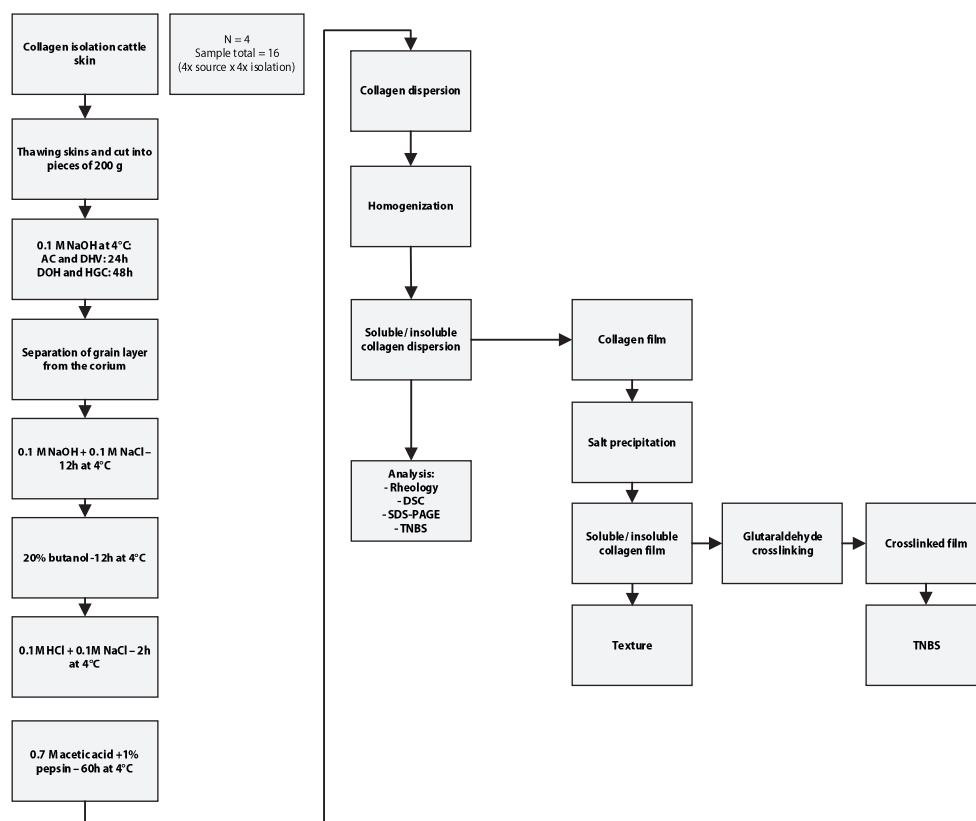 Collagen isolation cattle
skin
N = 4
Sample total = 16
(4x source x 4x isolation)
Thawing skins and cut into
pieces of 200 g
0.1 M NaOH at 4°C:
AC and DHV: 24h
DOH and HGC: 48h
Separation of grain layer
from the corium
0.1 M NaOH + 0.1 M NaCl –
12h at 4°C
20% butanol -12h at 4°C
0.1M HCl + 0.1M NaCl – 2h
at 4°C
0.7 M acetic acid +1%
pepsin – 60h at 4°C
Collagen dispersion
Homogenization
Soluble/ insoluble
collagen dispersion
Analysis:
- Rheology
- DSC
- SDS-PAGE
- TNBS
Collagen film
Salt precipitation
Soluble/ insoluble
collagen film
Texture
Glutaraldehyde
crosslinking
Crosslinked film
TNBS